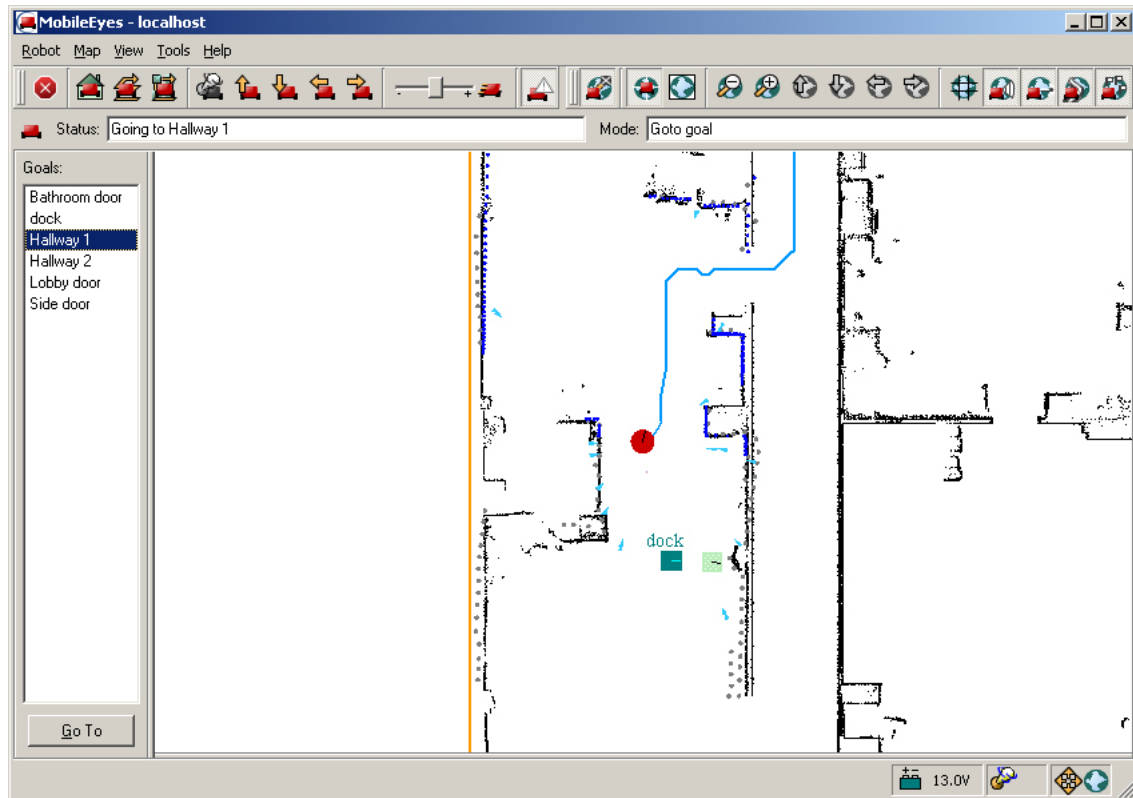 MobileEyes - localhost
Robot Map View Tools Help
Status: Going to Hallway 1 Mode: Goto goal
Goals:
Bathroom door
dock
Hallway 1
Hallway 2
Lobby door
Side door
dock
Go To
13.0V